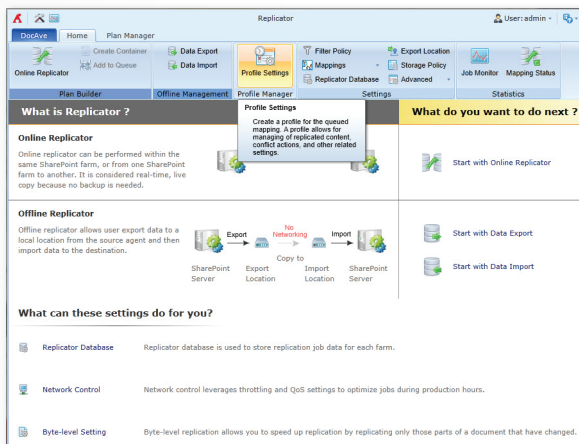 Replicator
User: admin
DocAve
Home
Plan Manager
Online Replicator
Create Container
Add to Queue
Plan Builder
Data Export
Data Import
Offline Management
Profile Settings
Profile Manager
Filter Policy
Mappings
Replicator Database
Export Location
Storage Policy
Advanced
Settings
Job Monitor
Mapping Status
Statistics
Profile Settings
Create a profile for the queued
mapping. A profile allows for
managing of replicated content,
conflict actions, and other related
settings.
What is Replicator ?
What do you want to do next ?
Online Replicator
Online replicator can be performed within the
same SharePoint farm, or from one SharePoint
farm to another. It is considered real-time, live
copy because no backup is needed.
Start with Online Replicator
Offline Replicator
Offline replicator allows user export data to a
local location from the source agent and then
import data to the destination.
Export
No
Networking
Import
Copy to
SharePoint
Server
Export
Location
Import
Location
SharePoint
Server
Start with Data Export
Start with Data Import
What can these settings do for you?
Replicator Database
Replicator database is used to store replication job data for each farm.
Network Control
Network control leverages throttling and QoS settings to optimize jobs during production hours.
Byte-level Setting
Byte-level replication allows you to speed up replication by replicating only those parts of a document that have changed.